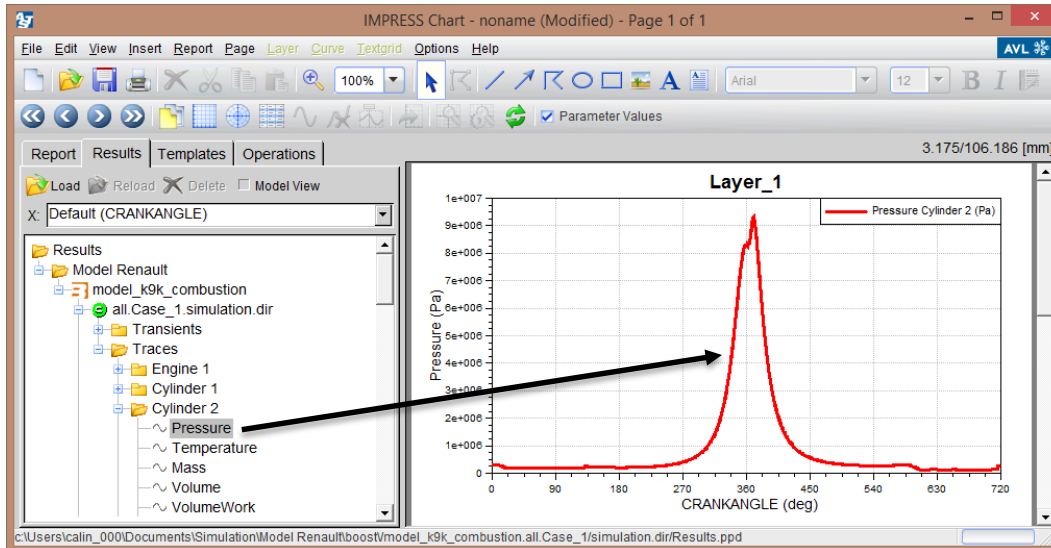 IMPRESS Chart - noname (Modified) - Page 1 of 1
File Edit View Insert Report Page Layer Curve Textgrid Options Help AVL
100% A Arial 12 B I
Parameter Values
Report Results Templates Operations 3.175/106.186 [mm]
Load Reload Delete Model View
X: Default (CRANKANGLE)
Results
Model Renault
model_k9k_combustion
all.Case_1.simulation.dir
Transients
Traces
Engine 1
Cylinder 1
Cylinder 2
Pressure
Temperature
Mass
Volume
VolumeWork
Layer_1
Pressure Cylinder 2 (Pa)
Pressure (Pa)
1e+007
9e+006
8e+006
7e+006
6e+006
5e+006
4e+006
3e+006
2e+006
1e+006
0
0 90 180 270 360 450 540 630 720
CRANKANGLE (deg)
c:\Users\calin_000\Documents\Simulation\Model Renault\boost\model_k9k_combustion.all.Case_1/simulation.dir/Results.ppd